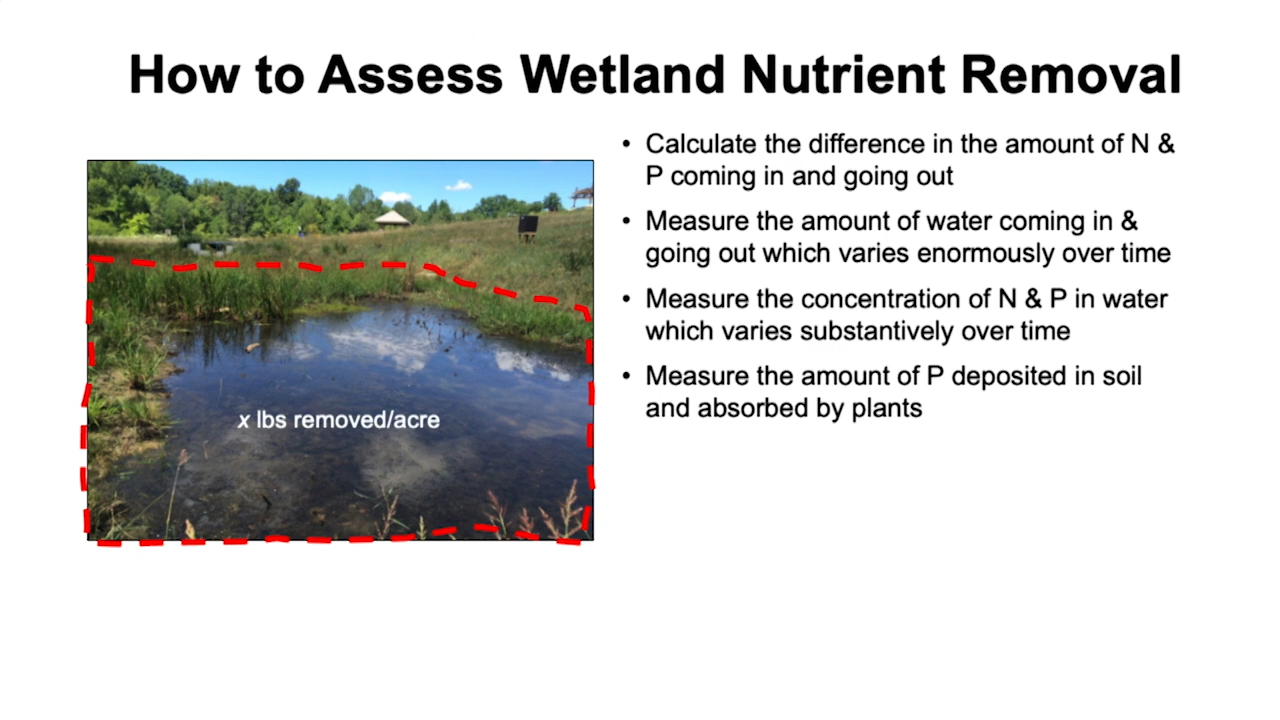 How to Assess Wetland Nutrient Removal
• Calculate the difference in the amount of N &
P coming in and going out
• Measure the amount of water coming in &
going out which varies enormously over time
• Measure the concentration of N & P in water
which varies substantively over time
• Measure the amount of P deposited in soil
and absorbed by plants
x lbs removed/acre